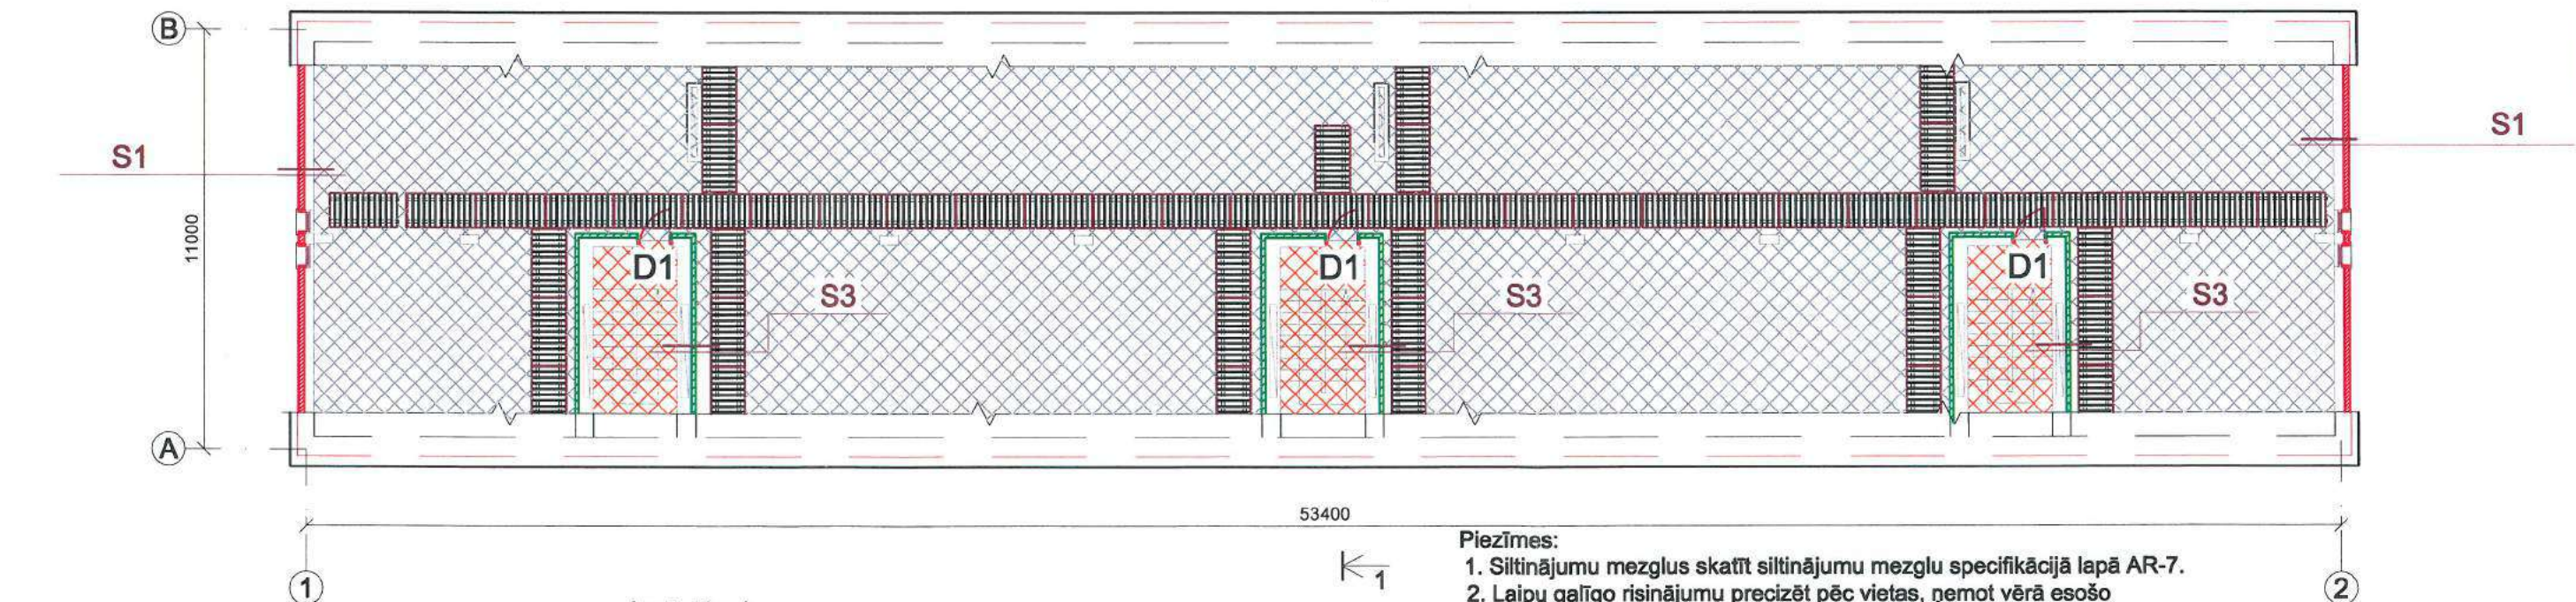 B
S1
S1
11000
D1
D1
D1
S3
S3
S3
A
53400
Piezīmes:
1. Siltinājumu mezglus skatīt siltinājumu mezglu specifikācijā lapā AR-7.
2. Laipu galīgo risinājumu precizēt pēc vietas, ņemot vērā esošo
1
1
2